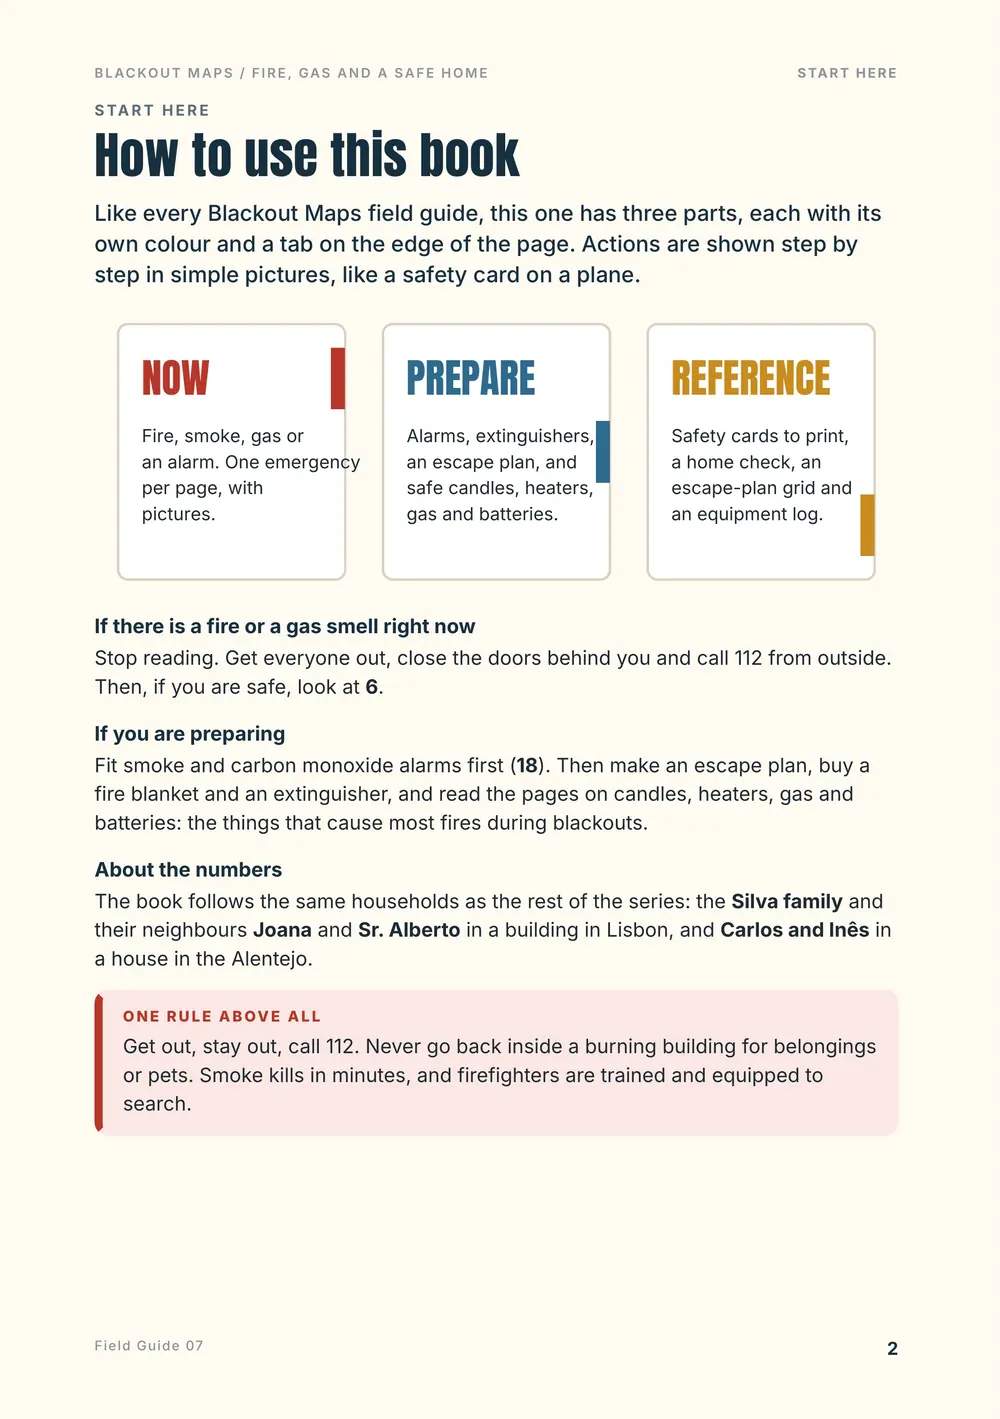 BLACKOUT MAPS / FIRE, GAS AND A SAFE HOME
START HERE
START HERE
How to use this book
Like every Blackout Maps field guide, this one has three parts, each with its
own colour and a tab on the edge of the page. Actions are shown step by
step in simple pictures, like a safety card on a plane.
NOW
Fire, smoke, gas or
an alarm. One emergency
per page, with
pictures.
PREPARE
Alarms, extinguishers,
an escape plan, and
safe candles, heaters,
gas and batteries.
REFERENCE
Safety cards to print,
a home check, an
escape-plan grid and
an equipment log.
If there is a fire or a gas smell right now
Stop reading. Get everyone out, close the doors behind you and call 112 from outside.
Then, if you are safe, look at 6.
If you are preparing
Fit smoke and carbon monoxide alarms first (18). Then make an escape plan, buy a
fire blanket and an extinguisher, and read the pages on candles, heaters, gas and
batteries: the things that cause most fires during blackouts.
About the numbers
The book follows the same households as the rest of the series: the Silva family and
their neighbours Joana and Sr. Alberto in a building in Lisbon, and Carlos and Inês in
a house in the Alentejo.
ONE RULE ABOVE ALL
Get out, stay out, call 112. Never go back inside a burning building for belongings
or pets. Smoke kills in minutes, and firefighters are trained and equipped to
search.
Field Guide 07
2